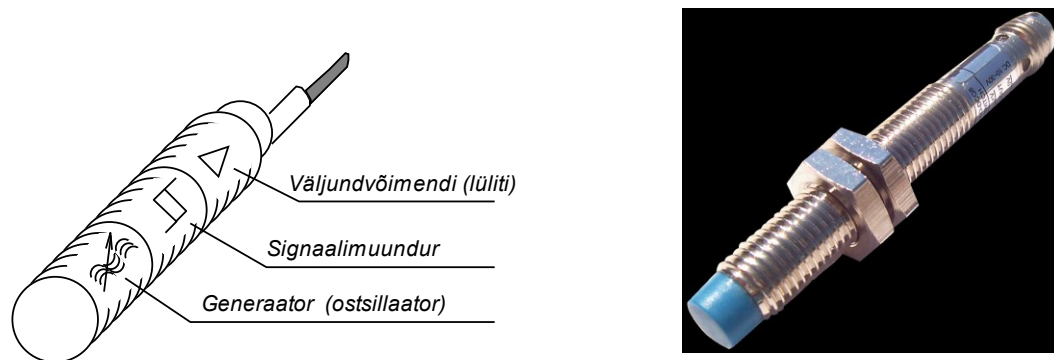 Väljundvõimendi (lüliti)
Signaalimuundur
Generaator (ostsillaator)